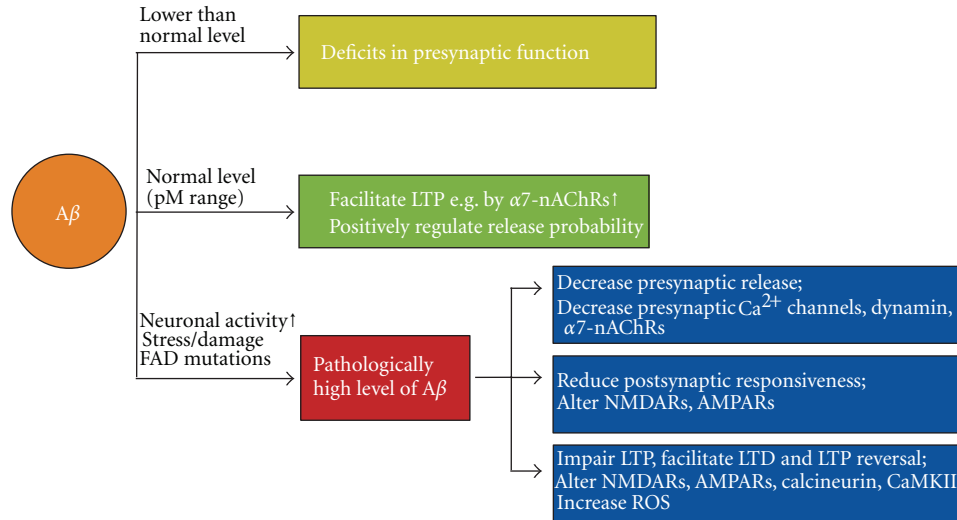 Lower than
normal level
Deficits in presynaptic function
Aβ
Normal level
(pM range)
Facilitate LTP e.g. by α7-nAChRs↑
Positively regulate release probability
Neuronal activity↑
Stress/damage
FAD mutations
Pathologically
high level of Aβ
Decrease presynaptic release;
Decrease presynaptic Ca²⁺ channels, dynamin,
α7-nAChRs
Reduce postsynaptic responsiveness;
Alter NMDARs, AMPARs
Impair LTP, facilitate LTD and LTP reversal;
Alter NMDARs, AMPARs, calcineurin, CaMKII
Increase ROS